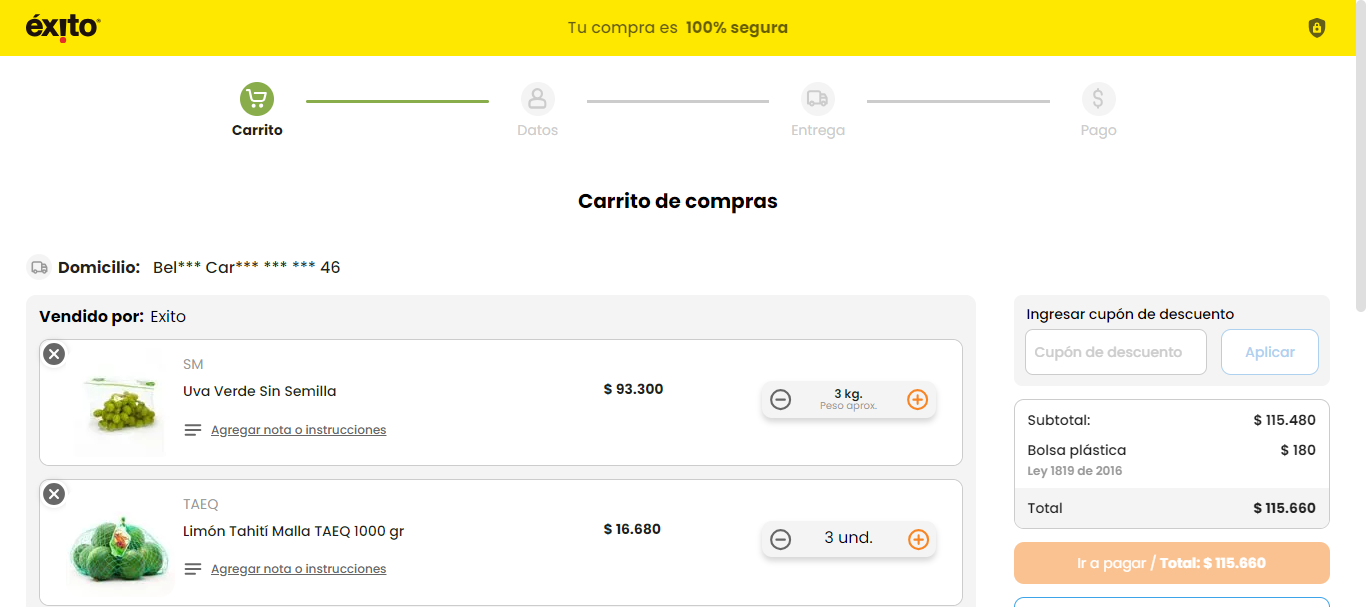 éxito
Tu compra es 100% segura
Carrito
Datos
Entrega
Pago
Carrito de compras
Domicilio: Bel*** Car*** *** *** 46
Vendido por: Exito
SM
Uva Verde Sin Semilla
Agregar nota o instrucciones
$ 93.300
3 kg.
Peso aprox.
TAEQ
Limón Tahití Malla TAEQ 1000 gr
Agregar nota o instrucciones
$ 16.680
3 und.
Ingresar cupón de descuento
Cupón de descuento
Aplicar
Subtotal: $ 115.480
Bolsa plástica $ 180
Ley 1819 de 2016
Total $ 115.660
Ir a pagar / Total: $ 115.660